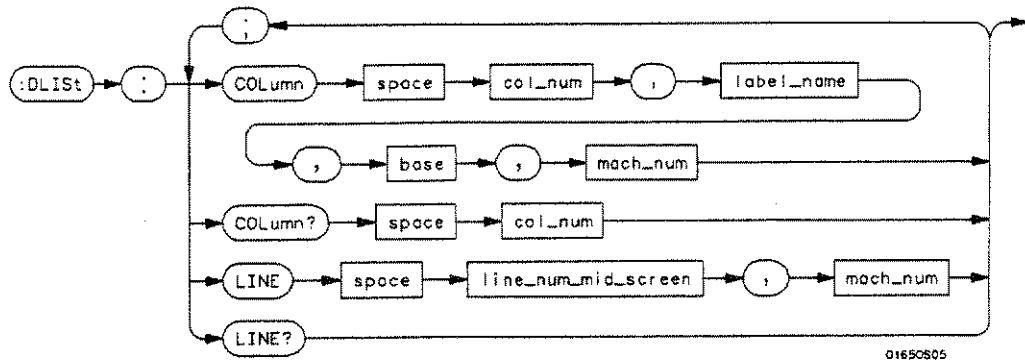 ;
:DLISt : COLumn space col_num , label_name
, base , mach_num
COLumn? space col_num
LINE space line_num_mid_screen , mach_num
LINE?
01650S05